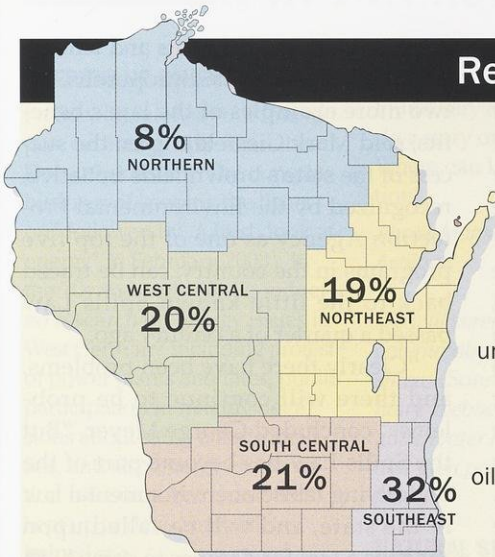 Re
8%
NORTHERN
WEST CENTRAL
20%
19%
NORTHEAST
un
SOUTH CENTRAL
21%
oil
32%
SOUTHEAST